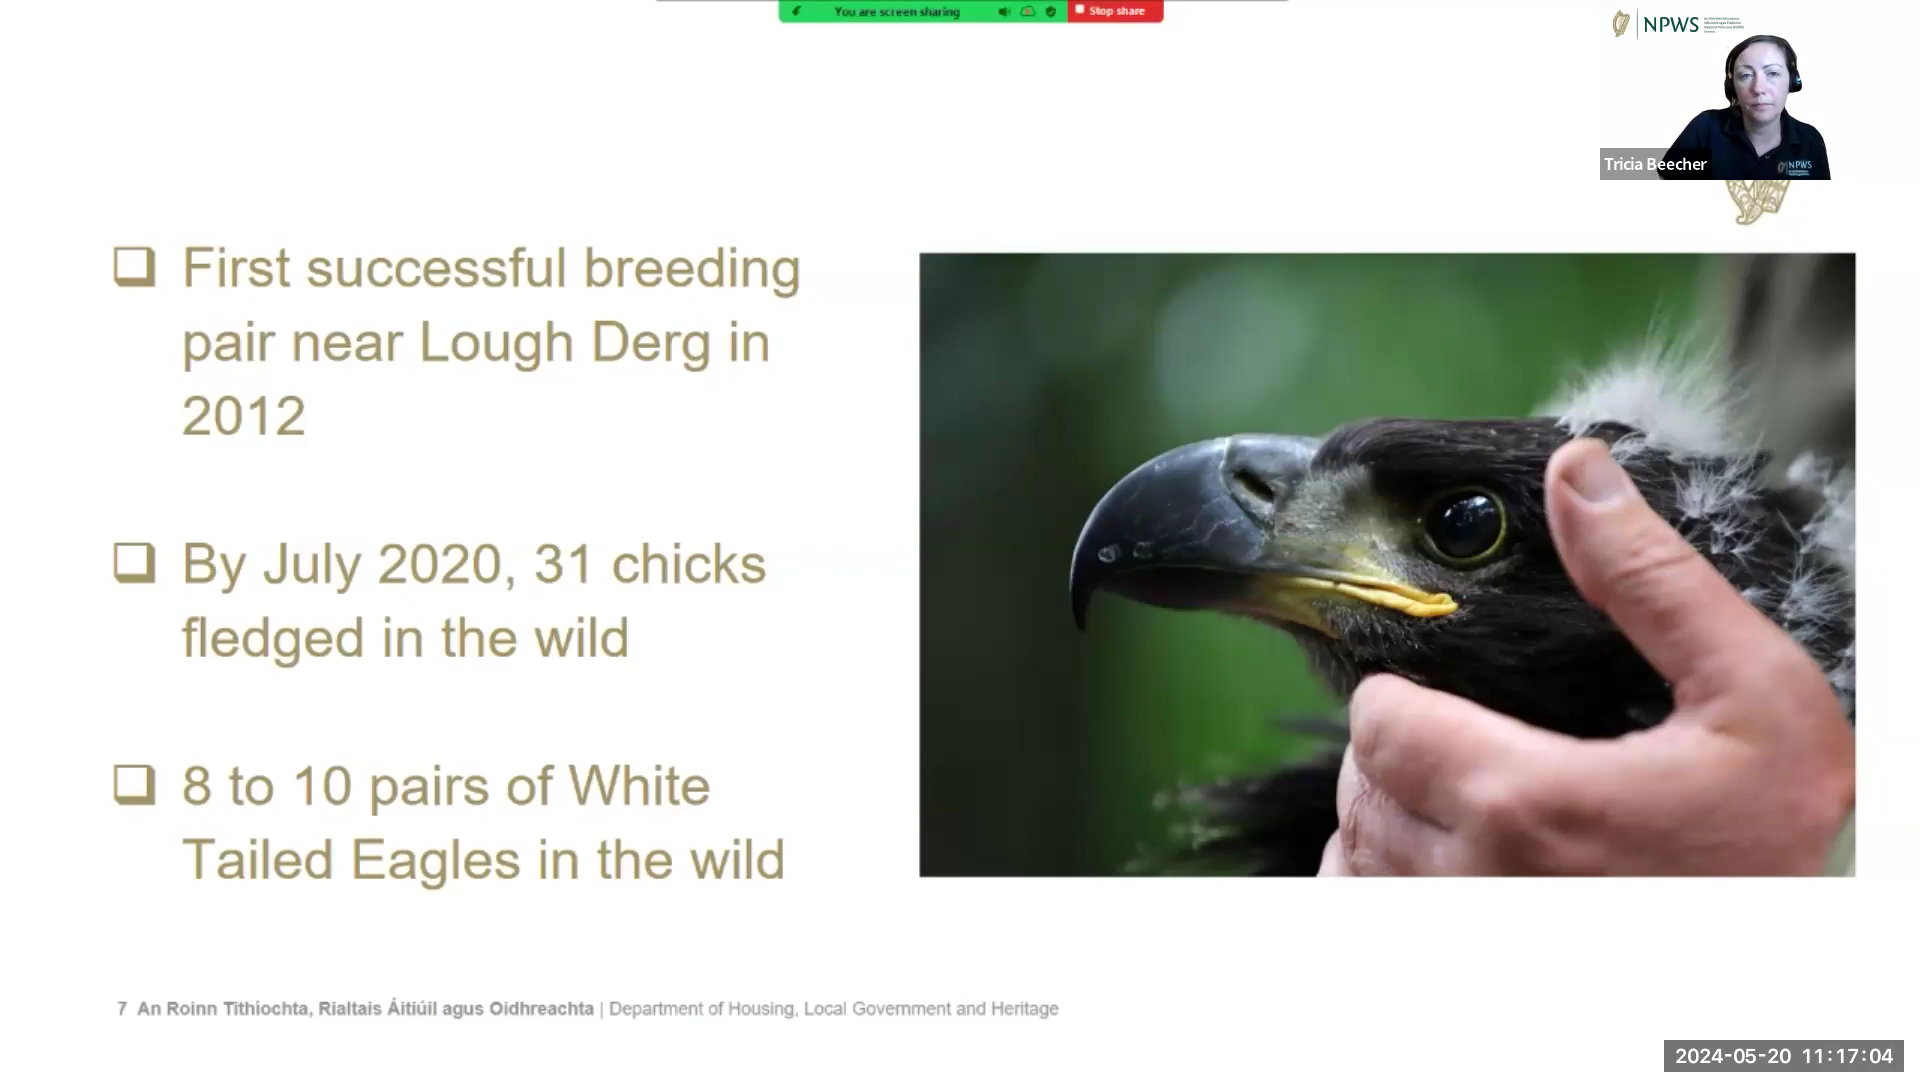 You are screen sharing
Stop share
NPWS
Tricia Beecher
NPWS
First successful breeding
pair near Lough Derg in
2012
By July 2020, 31 chicks
fledged in the wild
8 to 10 pairs of White
Tailed Eagles in the wild
7 An Roinn Tithíochta, Rialtais Áitiúil agus Oidhreachta | Department of Housing, Local Government and Heritage
2024-05-20 11:17:04